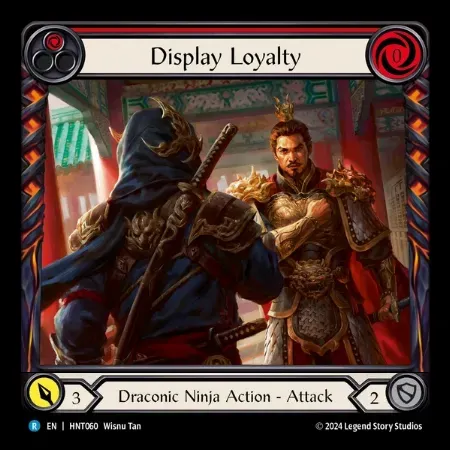 Display Loyalty
0
3
Draconic Ninja Action - Attack
2
R EN | HNT060 Wisnu Tan
© 2024 Legend Story Studios